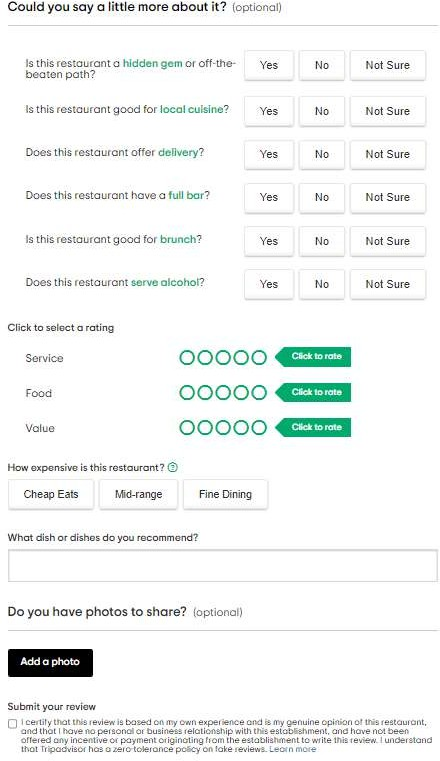 Could you say a little more about it? (optional)
Is this restaurant a hidden gem or off-the-
beaten path?
Yes No Not Sure
Is this restaurant good for local cuisine? Yes No Not Sure
Does this restaurant offer delivery? Yes No Not Sure
Does this restaurant have a full bar? Yes No Not Sure
Is this restaurant good for brunch? Yes No Not Sure
Does this restaurant serve alcohol? Yes No Not Sure
Click to select a rating
Service Click to rate
Food Click to rate
Value Click to rate
How expensive is this restaurant? ?
Cheap Eats Mid-range Fine Dining
What dish or dishes do you recommend?
Do you have photos to share? (optional)
Add a photo
Submit your review
I certify that this review is based on my own experience and is my genuine opinion of this restaurant,
and that I have no personal or business relationship with this establishment, and have not been
offered any incentive or payment originating from the establishment to write this review. I understand
that Tripadvisor has a zero-tolerance policy on fake reviews. Learn more